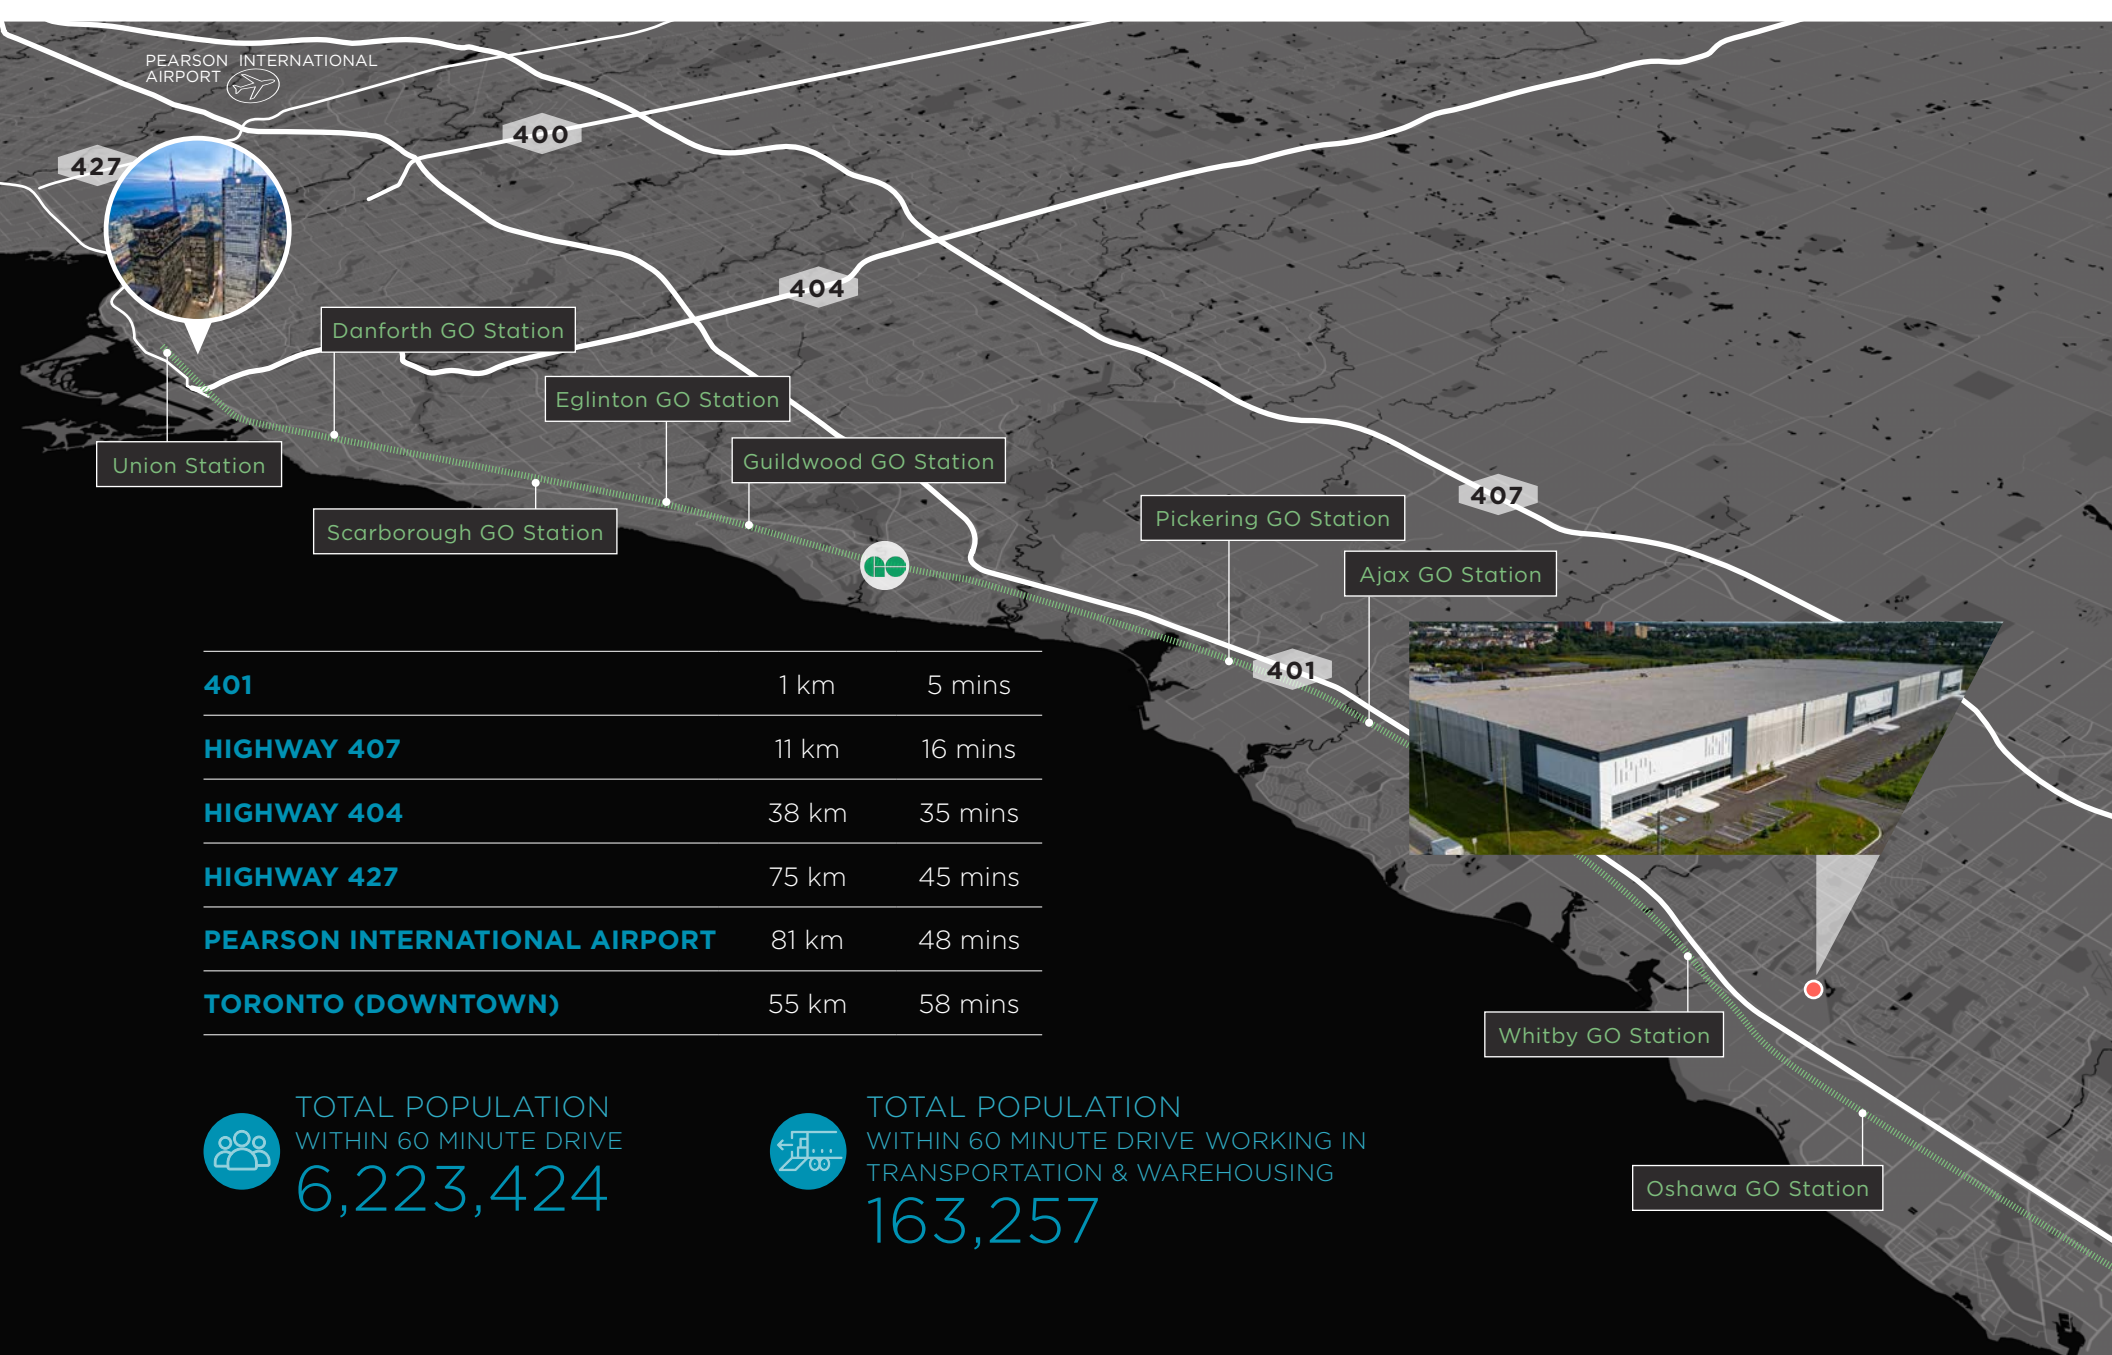 PEARSON INTERNATIONAL
AIRPORT
400
427
404
Danforth GO Station
Eglinton GO Station
Guildwood GO Station
Union Station
407
Pickering GO Station
Scarborough GO Station
GO
Ajax GO Station
401
401 1 km 5 mins
HIGHWAY 407 11 km 16 mins
HIGHWAY 404 38 km 35 mins
HIGHWAY 427 75 km 45 mins
PEARSON INTERNATIONAL AIRPORT 81 km 48 mins
TORONTO (DOWNTOWN) 55 km 58 mins
Whitby GO Station
Oshawa GO Station
TOTAL POPULATION
WITHIN 60 MINUTE DRIVE
6,223,424
TOTAL POPULATION
WITHIN 60 MINUTE DRIVE WORKING IN
TRANSPORTATION & WAREHOUSING
163,257